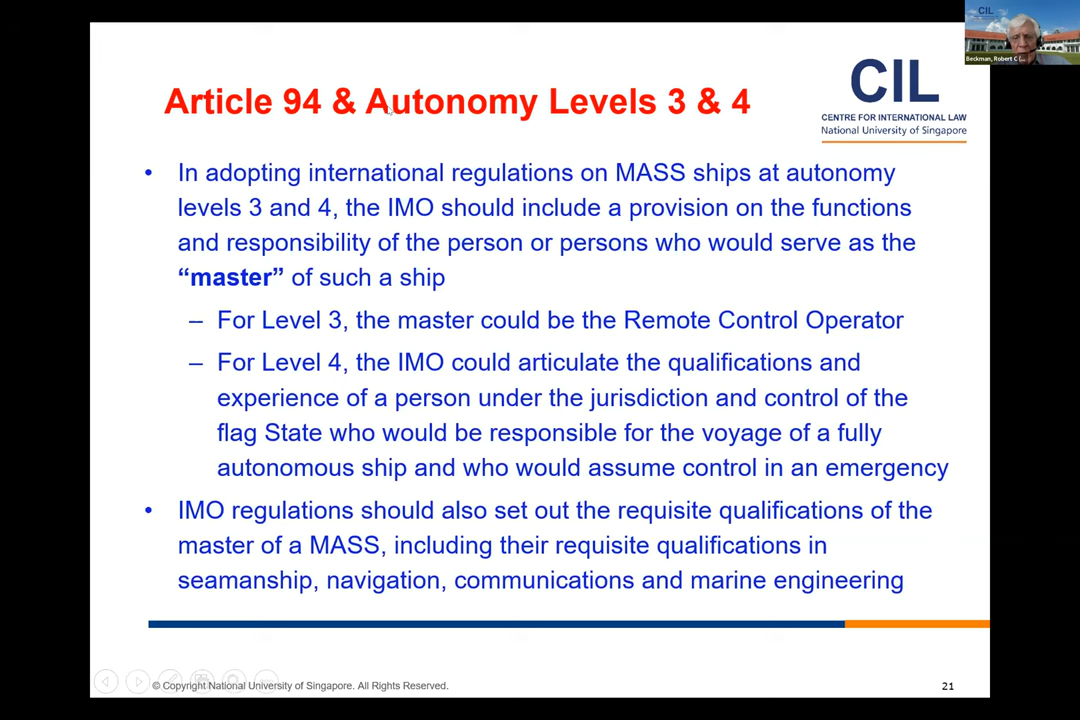 CIL
Beckman, Robert C
Article 94 & Autonomy Levels 3 & 4
CIL
CENTRE FOR INTERNATIONAL LAW
National University of Singapore
• In adopting international regulations on MASS ships at autonomy
levels 3 and 4, the IMO should include a provision on the functions
and responsibility of the person or persons who would serve as the
“master” of such a ship
– For Level 3, the master could be the Remote Control Operator
– For Level 4, the IMO could articulate the qualifications and
experience of a person under the jurisdiction and control of the
flag State who would be responsible for the voyage of a fully
autonomous ship and who would assume control in an emergency
• IMO regulations should also set out the requisite qualifications of the
master of a MASS, including their requisite qualifications in
seamanship, navigation, communications and marine engineering
© Copyright National University of Singapore. All Rights Reserved.
21